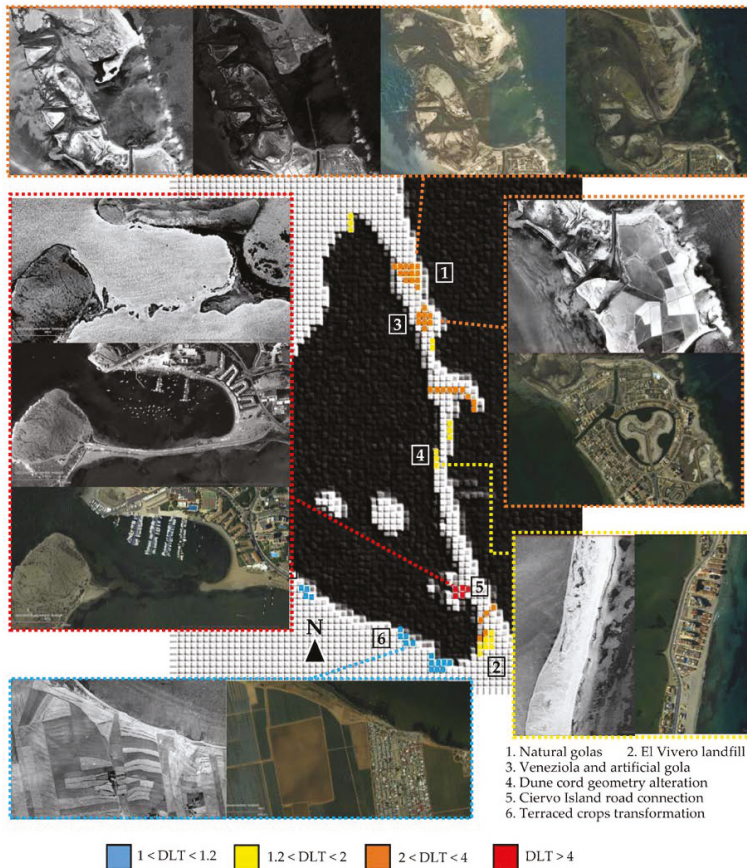 1
3
4
5
N
6
2
1. Natural golas 2. El Vivero landfill
3. Veneziola and artificial gola
4. Dune cord geometry alteration
5. Ciervo Island road connection
6. Terraced crops transformation
1 < DLT < 1.2 1.2 < DLT < 2 2 < DLT < 4 DLT > 4